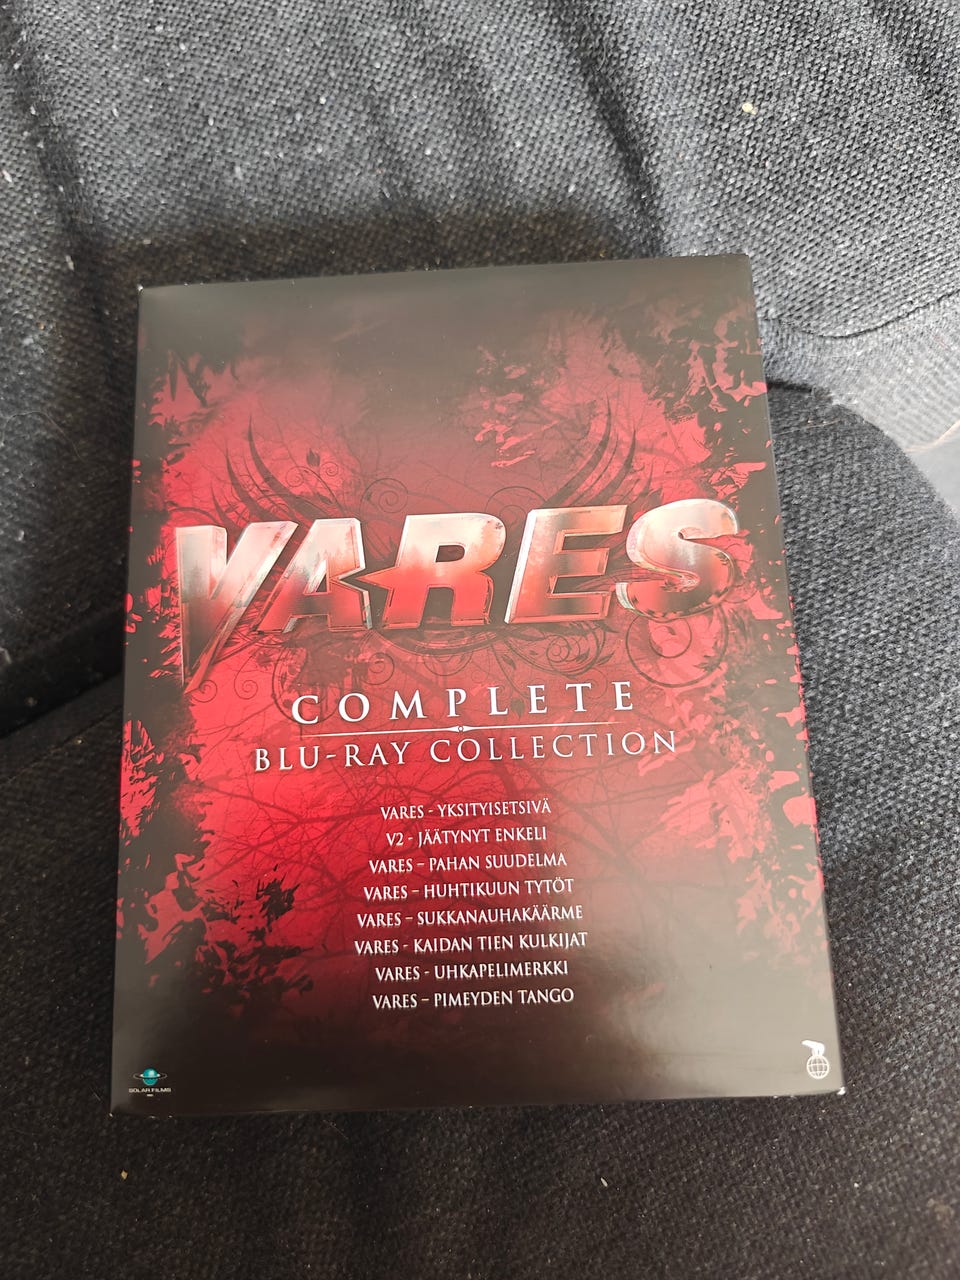 VARES
COMPLETE
BLU-RAY COLLECTION
VARES - YKSITYISETSIVÄ
V2 - JÄÄTYNYT ENKELI
VARES – PAHAN SUUDELMA
VARES – HUHTIKUUN TYTÖT
VARES – SUKKANAUHAKÄÄRME
VARES - KAIDAN TIEN KULKIJAT
VARES - UHKAPELIMERKKI
VARES – PIMEYDEN TANGO
SOLAR FILMS